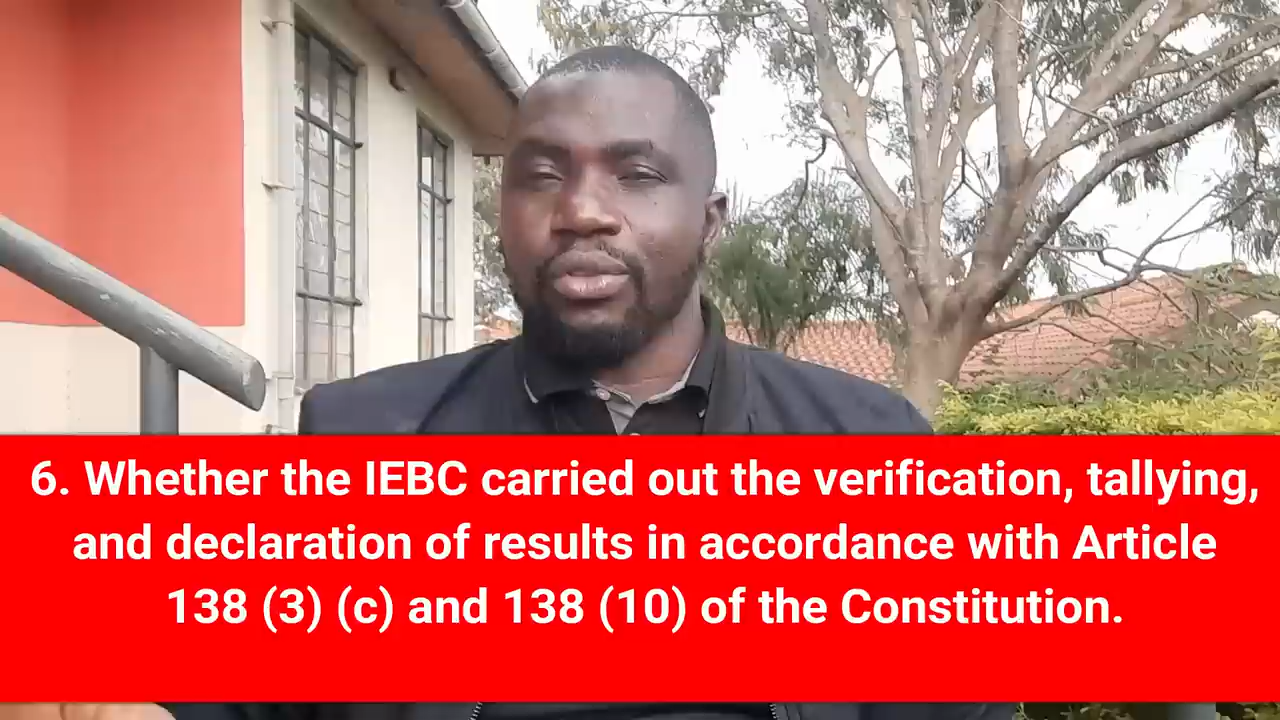 6. Whether the IEBC carried out the verification, tallying,
and declaration of results in accordance with Article
138 (3) (c) and 138 (10) of the Constitution.